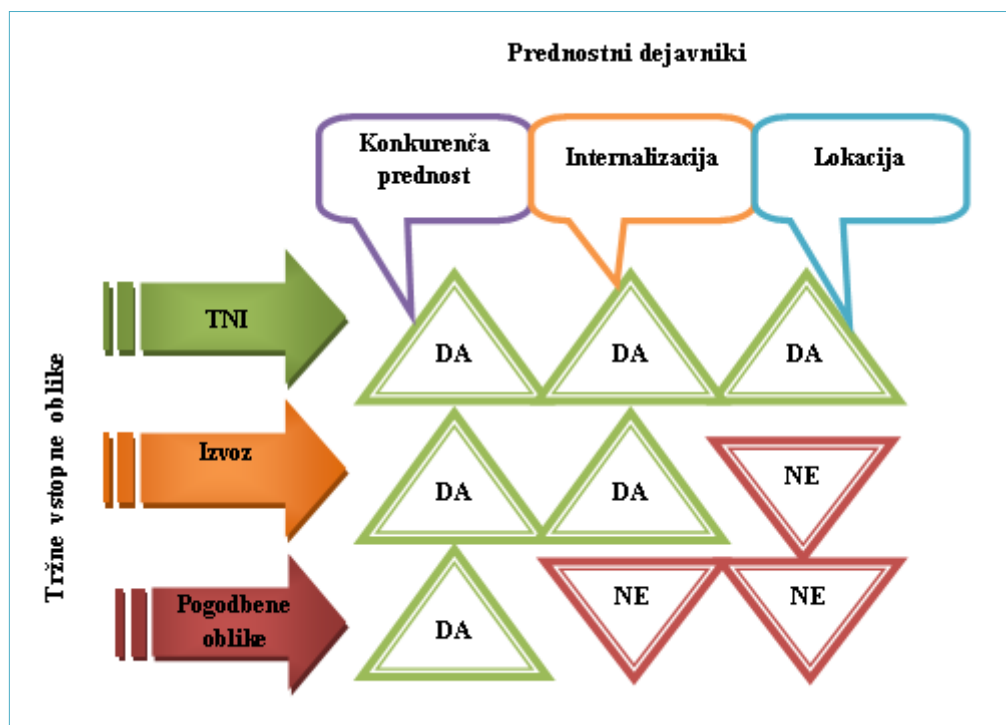 Prednostni dejavniki
Konkurenča
prednost
Internalizacija
Lokacija
Tržne vstopne oblike
TNI
DA
DA
DA
Izvoz
DA
DA
NE
Pogodbene
oblike
DA
NE
NE